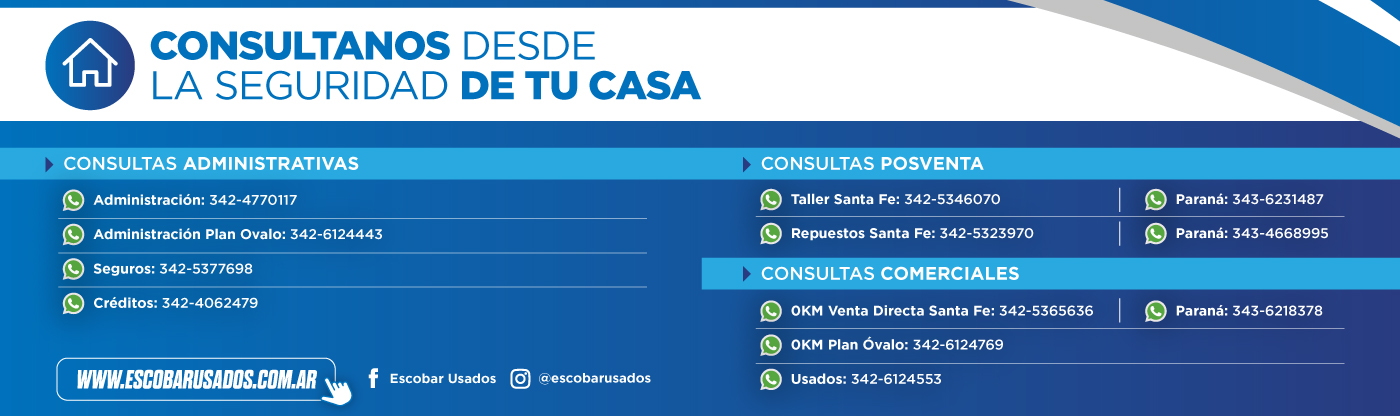 CONSULTANOS DESDE
LA SEGURIDAD DE TU CASA
CONSULTAS ADMINISTRATIVAS
Administración: 342-4770117
Administración Plan Ovalo: 342-6124443
Seguros: 342-5377698
Créditos: 342-4062479
WWW.ESCOBARUSADOS.COM.AR
Escobar Usados
@escobarusados
CONSULTAS POSVENTA
Taller Santa Fe: 342-5346070
Paraná: 343-6231487
Repuestos Santa Fe: 342-5323970
Paraná: 343-4668995
CONSULTAS COMERCIALES
0KM Venta Directa Santa Fe: 342-5365636
Paraná: 343-6218378
0KM Plan Óvalo: 342-6124769
Usados: 342-6124553